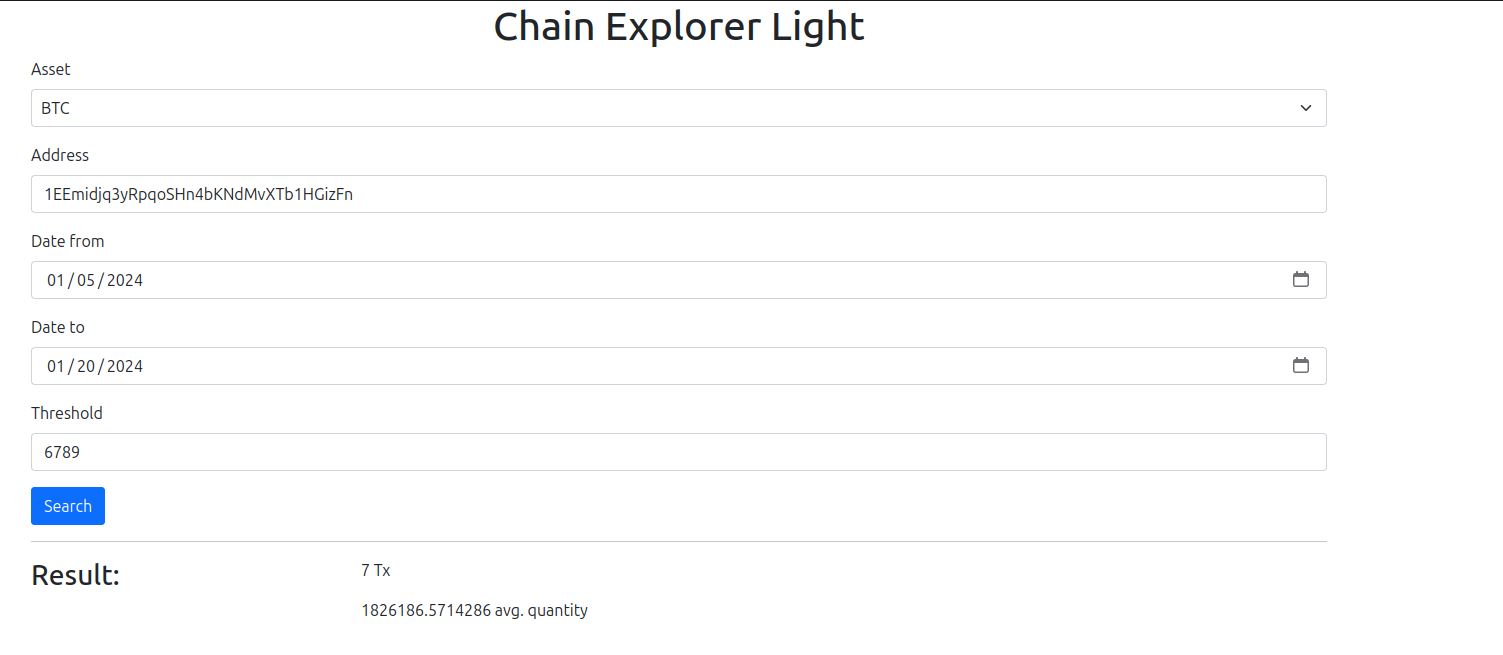 Chain Explorer Light
Asset
BTC
Address
1EEmidjq3yRpqoSHn4bKNdMvXTb1HGizFn
Date from
01/05/2024
Date to
01/20/2024
Threshold
6789
Search
Result:
7 Tx
1826186.5714286 avg. quantity